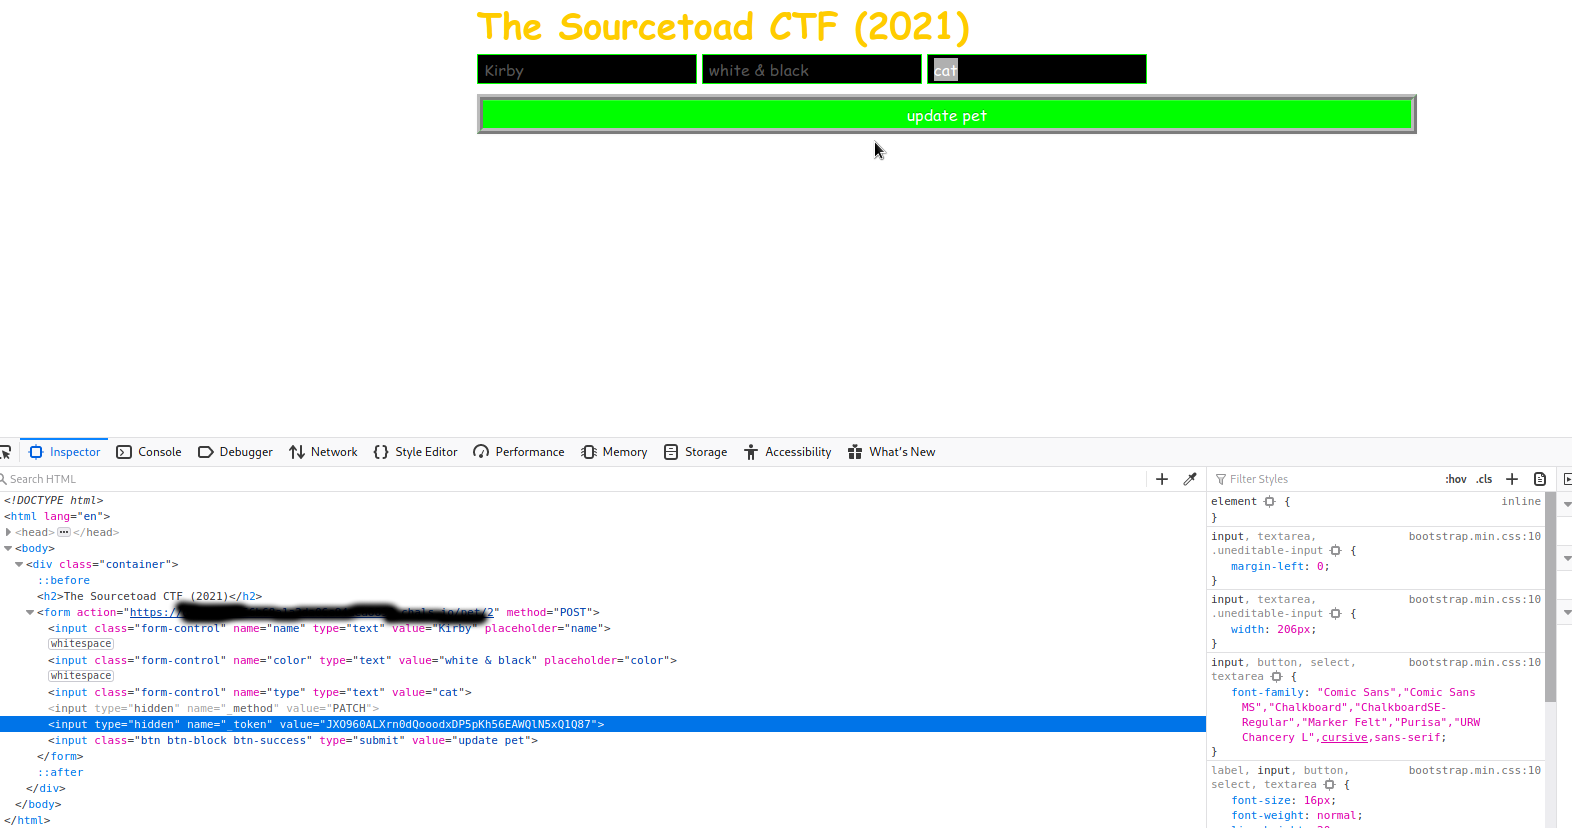 The Sourcetoad CTF (2021)
Kirby white & black cat
update pet
Inspector Console Debugger Network Style Editor Performance Memory Storage Accessibility What's New
Search HTML
<!DOCTYPE html>
<html lang="en">
<head> ••• </head>
<body>
<div class="container">
::before
<h2>The Sourcetoad CTF (2021)</h2>
<form action="https:/ /2" method="POST">
<input class="form-control" name="name" type="text" value="Kirby" placeholder="name">
whitespace
<input class="form-control" name="color" type="text" value="white & black" placeholder="color">
whitespace
<input class="form-control" name="type" type="text" value="cat">
<input type="hidden" name="_method" value="PATCH">
<input type="hidden" name="_token" value="JXO960ALXrn0dQooodxDP5pKh56EAWQlN5xQ1Q87">
<input class="btn btn-block btn-success" type="submit" value="update pet">
</form>
::after
</div>
</body>
</html>
Filter Styles :hov .cls
element { inline
}
input, textarea, bootstrap.min.css:10
.uneditable-input {
margin-left: 0;
}
input, textarea, bootstrap.min.css:10
.uneditable-input {
width: 206px;
}
input, button, select, bootstrap.min.css:10
textarea {
font-family: "Comic Sans","Comic Sans
MS","Chalkboard","ChalkboardSE-
Regular","Marker Felt","Purisa","URW
Chancery L",cursive,sans-serif;
}
label, input, button, bootstrap.min.css:10
select, textarea {
font-size: 16px;
font-weight: normal;